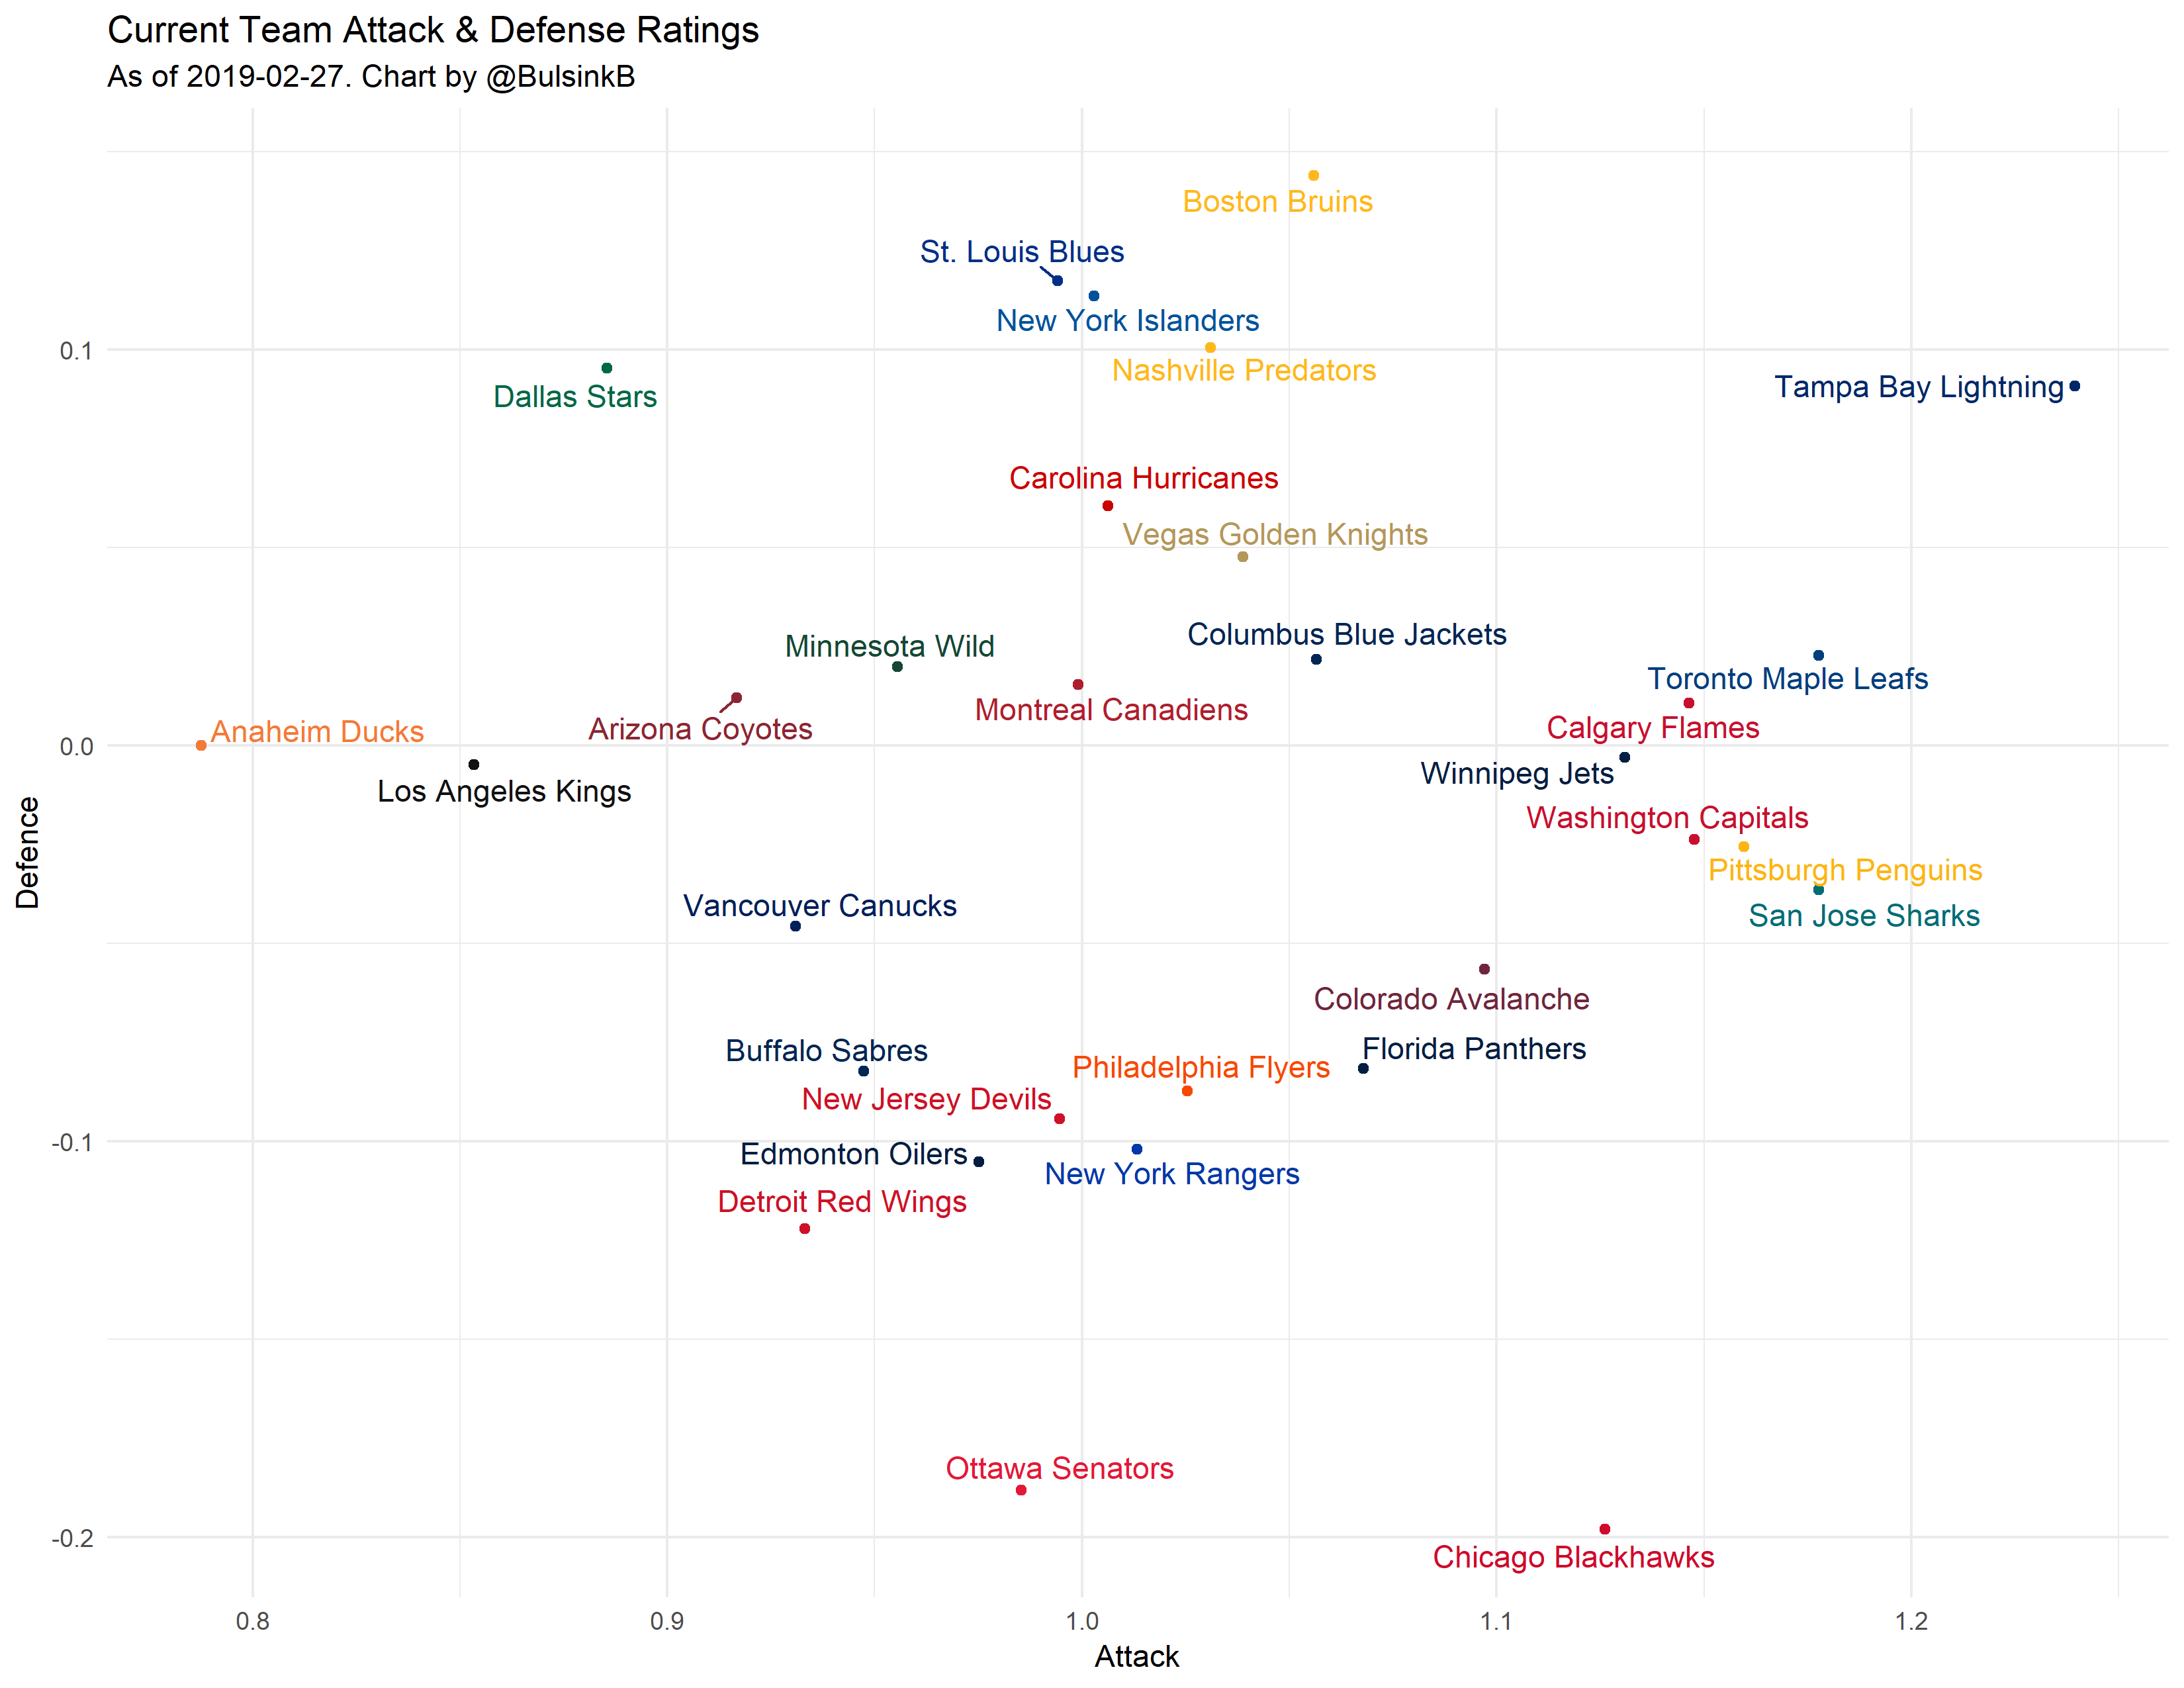 Current Team Attack & Defense Ratings
As of 2019-02-27. Chart by @BulsinkB
Boston Bruins
St. Louis Blues
New York Islanders
0.1
Nashville Predators
Dallas Stars
Tampa Bay Lightning
Carolina Hurricanes
Vegas Golden Knights
Columbus Blue Jackets
Minnesota Wild
Toronto Maple Leafs
Montreal Canadiens
Calgary Flames
Arizona Coyotes
Anaheim Ducks
0.0
Winnipeg Jets
Los Angeles Kings
Washington Capitals
Defence
Pittsburgh Penguins
Vancouver Canucks
San Jose Sharks
Colorado Avalanche
Florida Panthers
Buffalo Sabres
Philadelphia Flyers
New Jersey Devils
-0.1
Edmonton Oilers
New York Rangers
Detroit Red Wings
Ottawa Senators
-0.2
Chicago Blackhawks
0.8
0.9
1.0
1.1
1.2
Attack